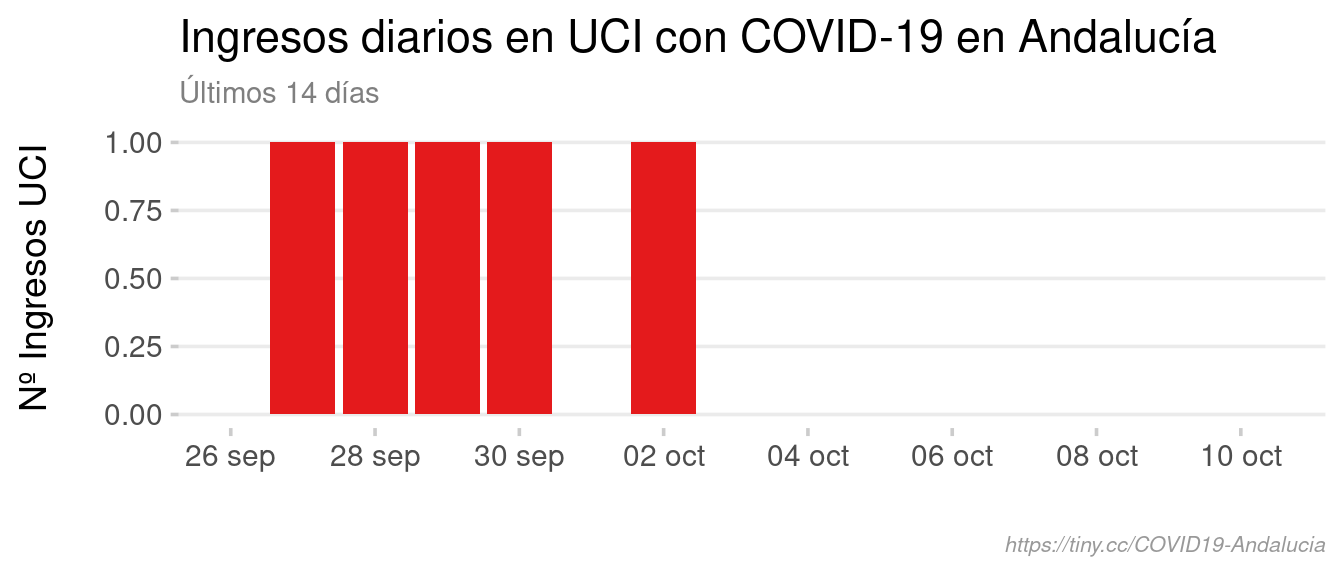 Ingresos diarios en UCI con COVID-19 en Andalucía
Últimos 14 días
Nº Ingresos UCI
1.00
0.75
0.50
0.25
0.00
26 sep 28 sep 30 sep 02 oct 04 oct 06 oct 08 oct 10 oct
https://tiny.cc/COVID19-Andalucia